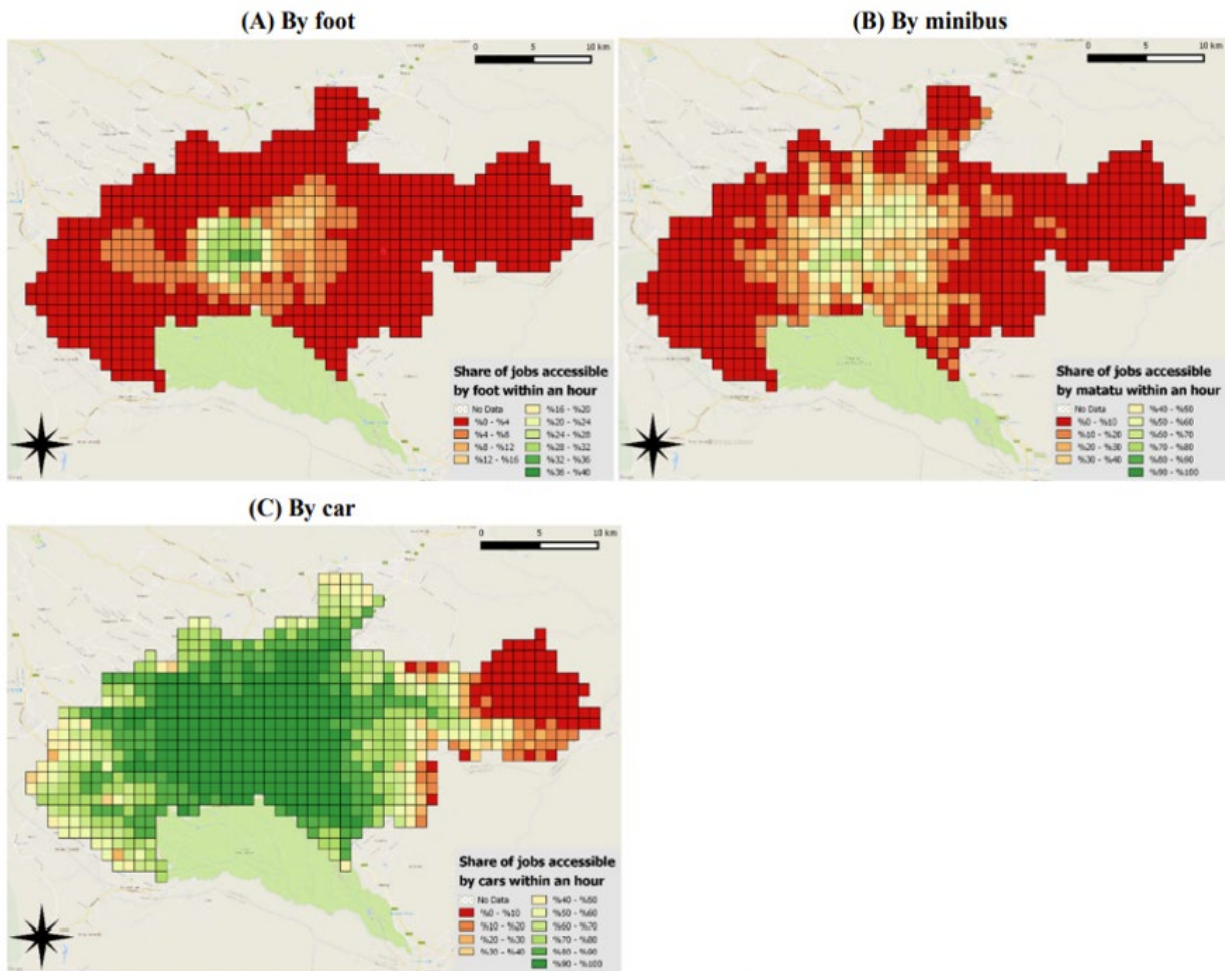 (A) By foot
0 5 10 km
Share of jobs accessible
by foot within an hour
No Data
%0 - %4
%4 - %8
%8 - %12
%12 - %16
%16 - %20
%20 - %24
%24 - %28
%28 - %32
%32 - %36
%36 - %40
(B) By minibus
0 5 10 km
Share of jobs accessible
by matatu within an hour
No Data
%0 - %10
%10 - %20
%20 - %30
%30 - %40
%40 - %50
%50 - %60
%60 - %70
%70 - %80
%80 - %90
%90 - %100
(C) By car
0 5 10 km
Share of jobs accessible
by cars within an hour
No Data
%0 - %10
%10 - %20
%20 - %30
%30 - %40
%40 - %50
%50 - %60
%60 - %70
%70 - %80
%80 - %90
%90 - %100